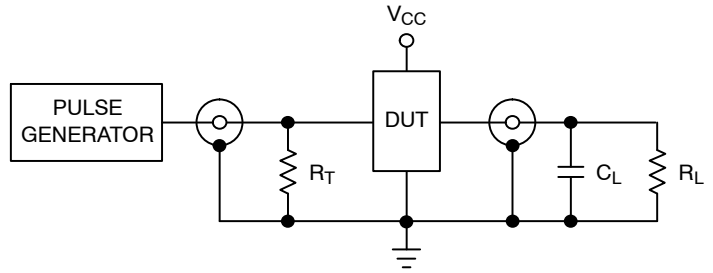 V_CC
PULSE
GENERATOR
DUT
R_T
C_L
R_L